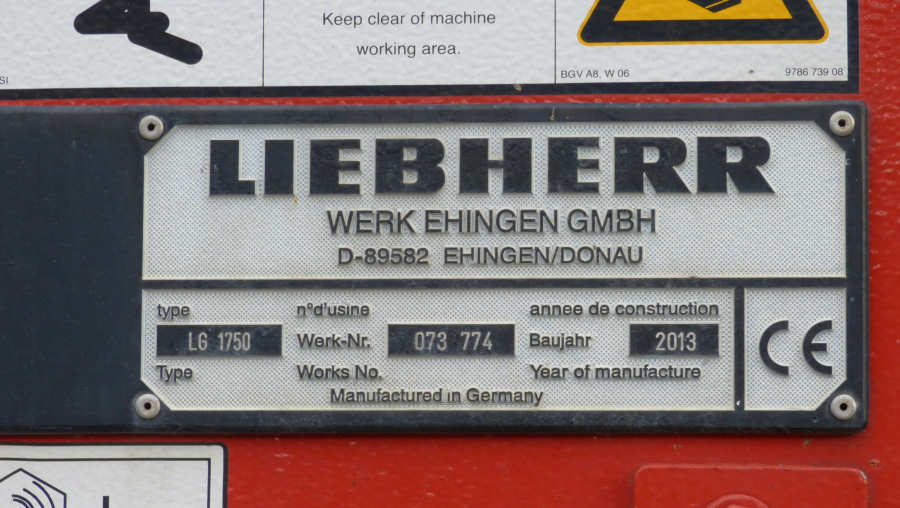 Keep clear of machine
working area.
SI
BGV A8, W 06
9786 739 08
LIEBHERR
WERK EHINGEN GMBH
D-89582 EHINGEN/DONAU
type n°d'usine annee de construction
LG 1750 Werk-Nr. 073 774 Baujahr 2013
Type Works No. Year of manufacture
Manufactured in Germany
CE